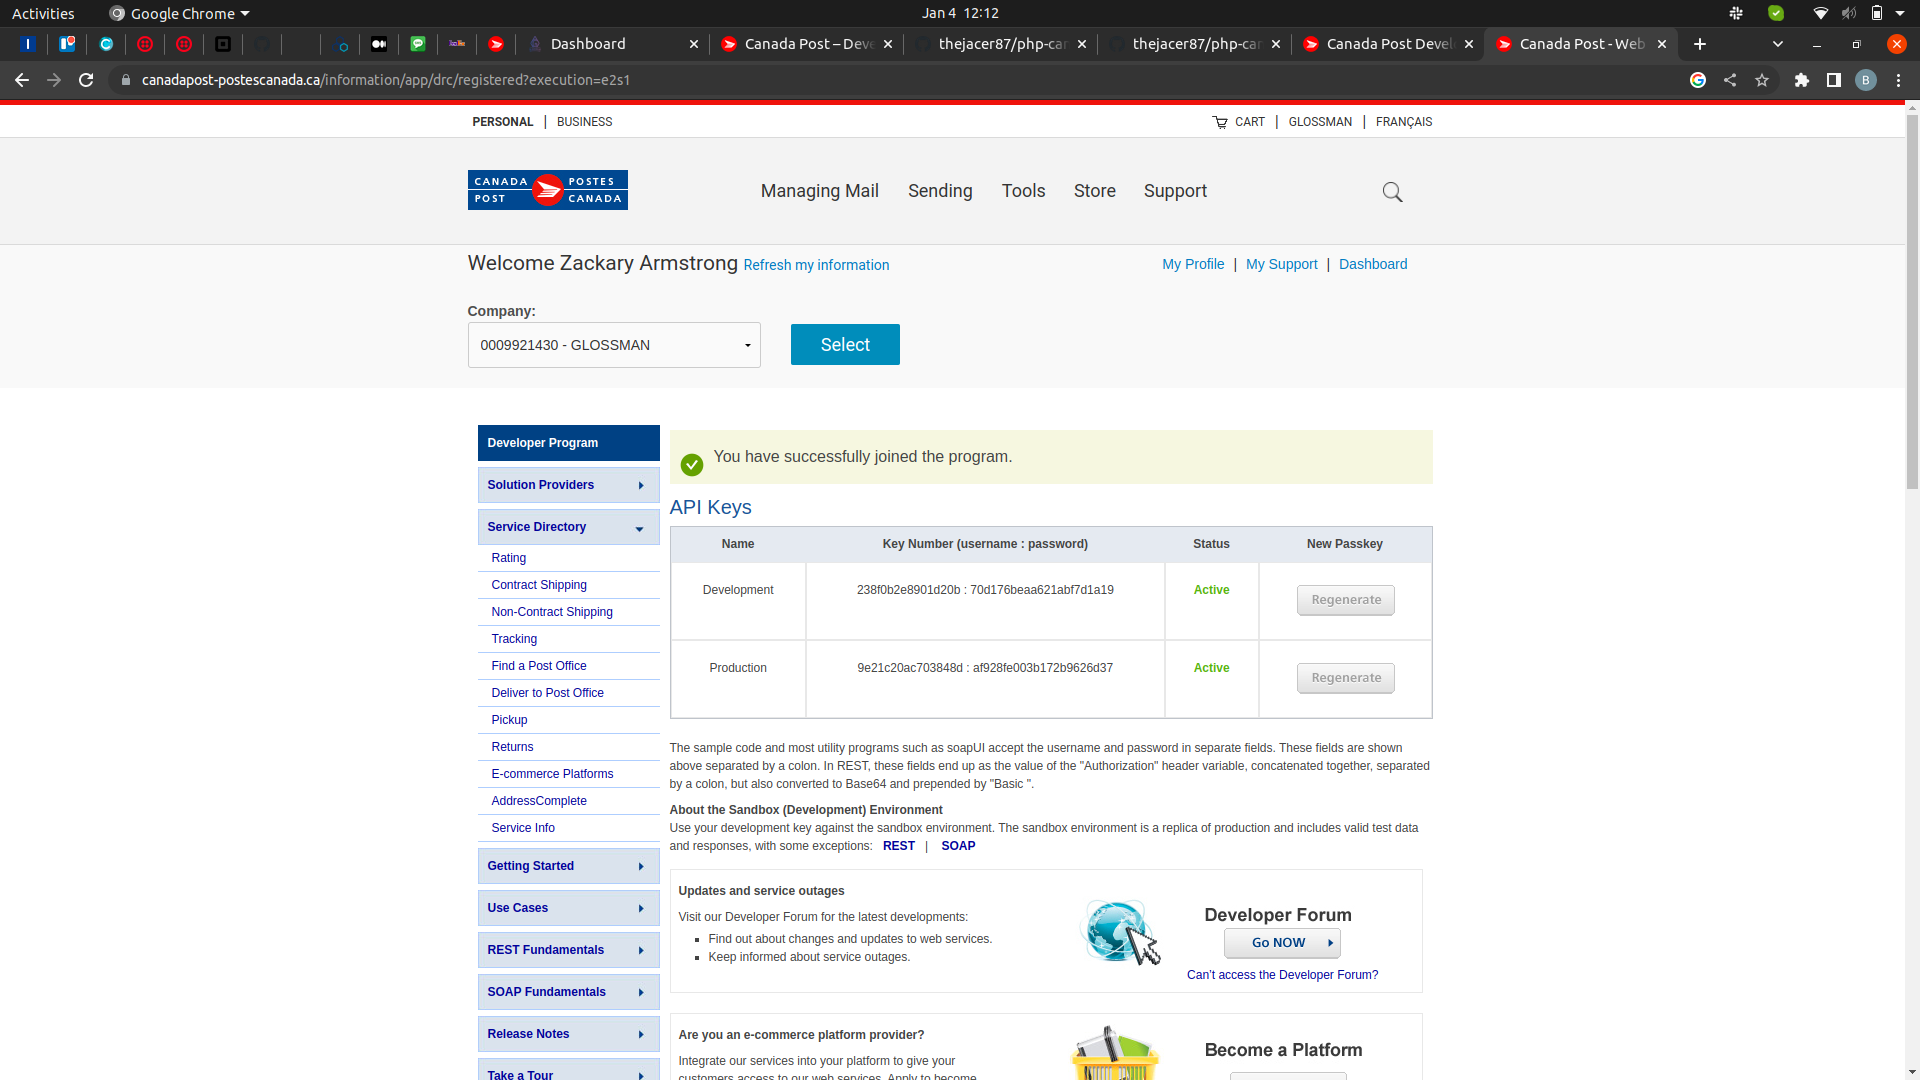 Activities
Google Chrome
Jan 4 12:12
Dashboard
Canada Post – Deve
thejacer87/php-can
thejacer87/php-can
Canada Post Devel
Canada Post - Web
canadapost-postescanada.ca/information/app/drc/registered?execution=e2s1
B
PERSONAL | BUSINESS
CART | GLOSSMAN | FRANÇAIS
CANADA POST
POSTES CANADA
Managing Mail
Sending
Tools
Store
Support
Welcome Zackary Armstrong Refresh my information
My Profile | My Support | Dashboard
Company:
0009921430 - GLOSSMAN
Select
Developer Program
Solution Providers
Service Directory
Rating
Contract Shipping
Non-Contract Shipping
Tracking
Find a Post Office
Deliver to Post Office
Pickup
Returns
E-commerce Platforms
AddressComplete
Service Info
Getting Started
Use Cases
REST Fundamentals
SOAP Fundamentals
Release Notes
Take a Tour
You have successfully joined the program.
API Keys
Name Key Number (username : password) Status New Passkey
Development 238f0b2e8901d20b : 70d176beaa621abf7d1a19 Active Regenerate
Production 9e21c20ac703848d : af928fe003b172b9626d37 Active Regenerate
The sample code and most utility programs such as soapUI accept the username and password in separate fields. These fields are shown
above separated by a colon. In REST, these fields end up as the value of the "Authorization" header variable, concatenated together, separated
by a colon, but also converted to Base64 and prepended by "Basic ".
About the Sandbox (Development) Environment
Use your development key against the sandbox environment. The sandbox environment is a replica of production and includes valid test data
and responses, with some exceptions: REST | SOAP
Updates and service outages
Visit our Developer Forum for the latest developments:
Find out about changes and updates to web services.
Keep informed about service outages.
Developer Forum
Go NOW
Can't access the Developer Forum?
Are you an e-commerce platform provider?
Integrate our services into your platform to give your
customers access to our web services. Apply to become
Become a Platform